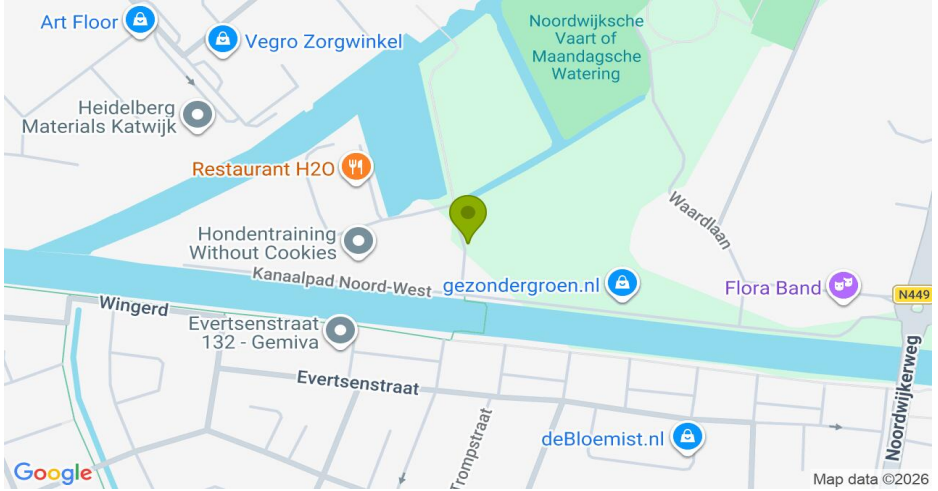 Art Floor
Vegro Zorgwinkel
Noordwijksche
Vaart of
Maandagsche
Watering
Heidelberg
Materials Katwijk
Restaurant H2O
Waardlaan
Hondentraining
Without Cookies
Kanaalpad Noord-West
gezondergroen.nl
Flora Band
N449
Wingerd
Evertsenstraat
132 - Gemiva
Noordwijkerweg
Evertsenstraat
Trompstraat
deBloemist.nl
Google
Map data ©2026